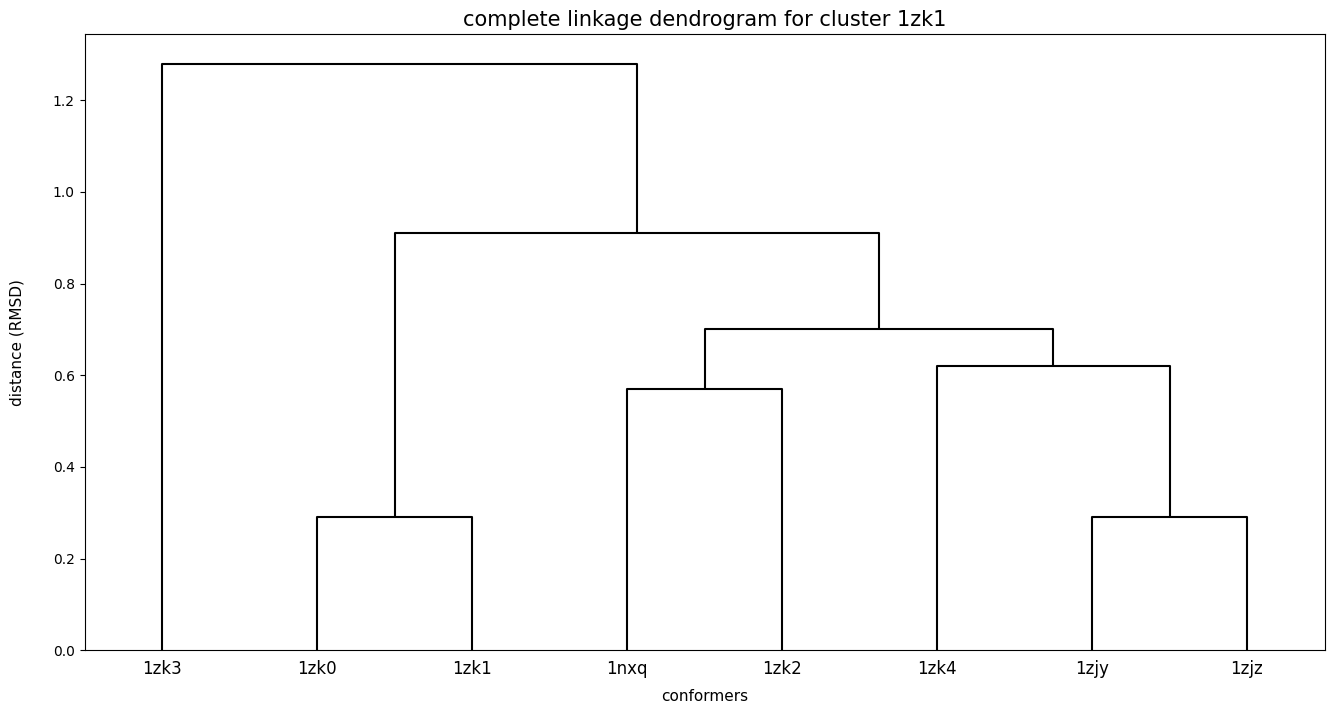 complete linkage dendrogram for cluster 1zk1
1.2
1.0
0.8
0.6
0.4
0.2
0.0
distance (RMSD)
1zk3 1zk0 1zk1 1nxq 1zk2 1zk4 1zjy 1zjz
conformers